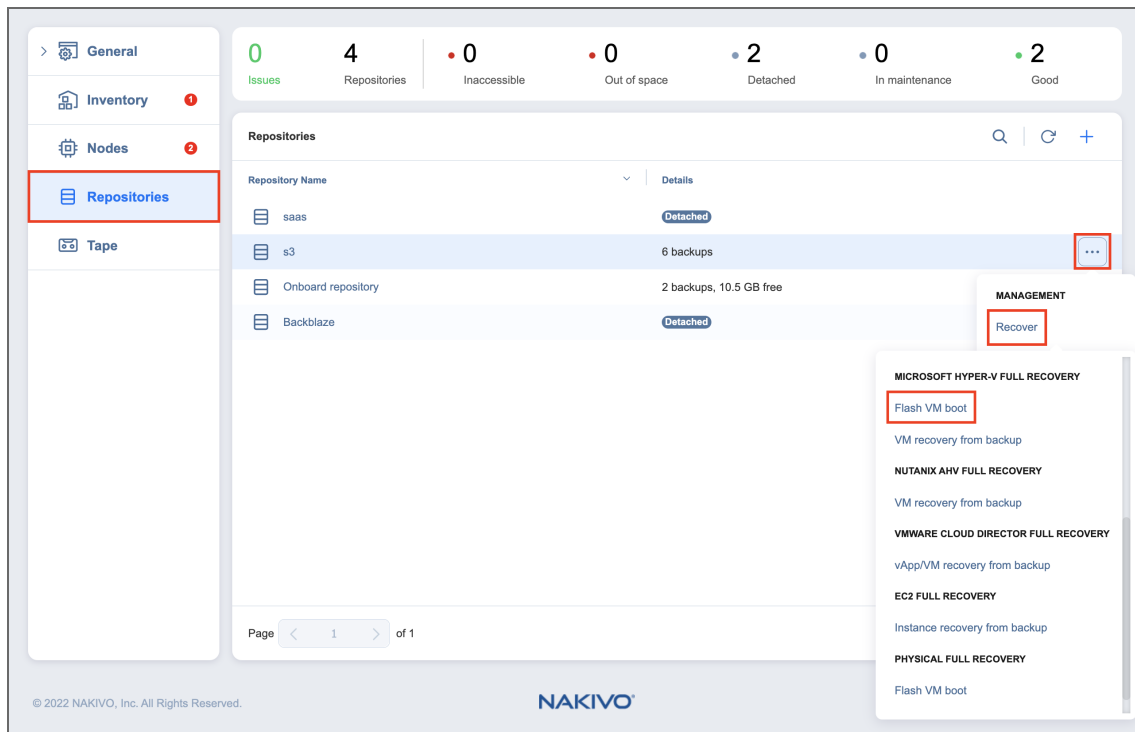 General
Inventory 1
Nodes 2
Repositories
Tape
0 4 0 0 2 0 2
Issues Repositories Inaccessible Out of space Detached In maintenance Good
Repositories
Repository Name Details
saas Detached
s3 6 backups
Onboard repository 2 backups, 10.5 GB free
Backblaze Detached
MANAGEMENT
Recover
MICROSOFT HYPER-V FULL RECOVERY
Flash VM boot
VM recovery from backup
NUTANIX AHV FULL RECOVERY
VM recovery from backup
VMWARE CLOUD DIRECTOR FULL RECOVERY
vApp/VM recovery from backup
EC2 FULL RECOVERY
Instance recovery from backup
PHYSICAL FULL RECOVERY
Flash VM boot
Page 1 of 1
© 2022 NAKIVO, Inc. All Rights Reserved.
NAKIVO®